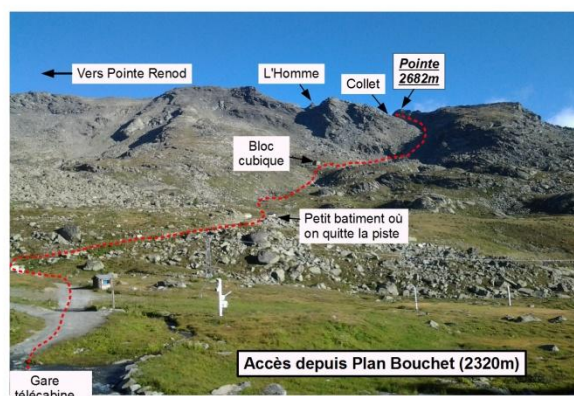 Vers Pointe Renod
L'Homme
Collet
Pointe
2682m
Bloc
cubique
Petit batiment où
on quitte la piste
Accès depuis Plan Bouchet (2320m)
Gare
télécabine